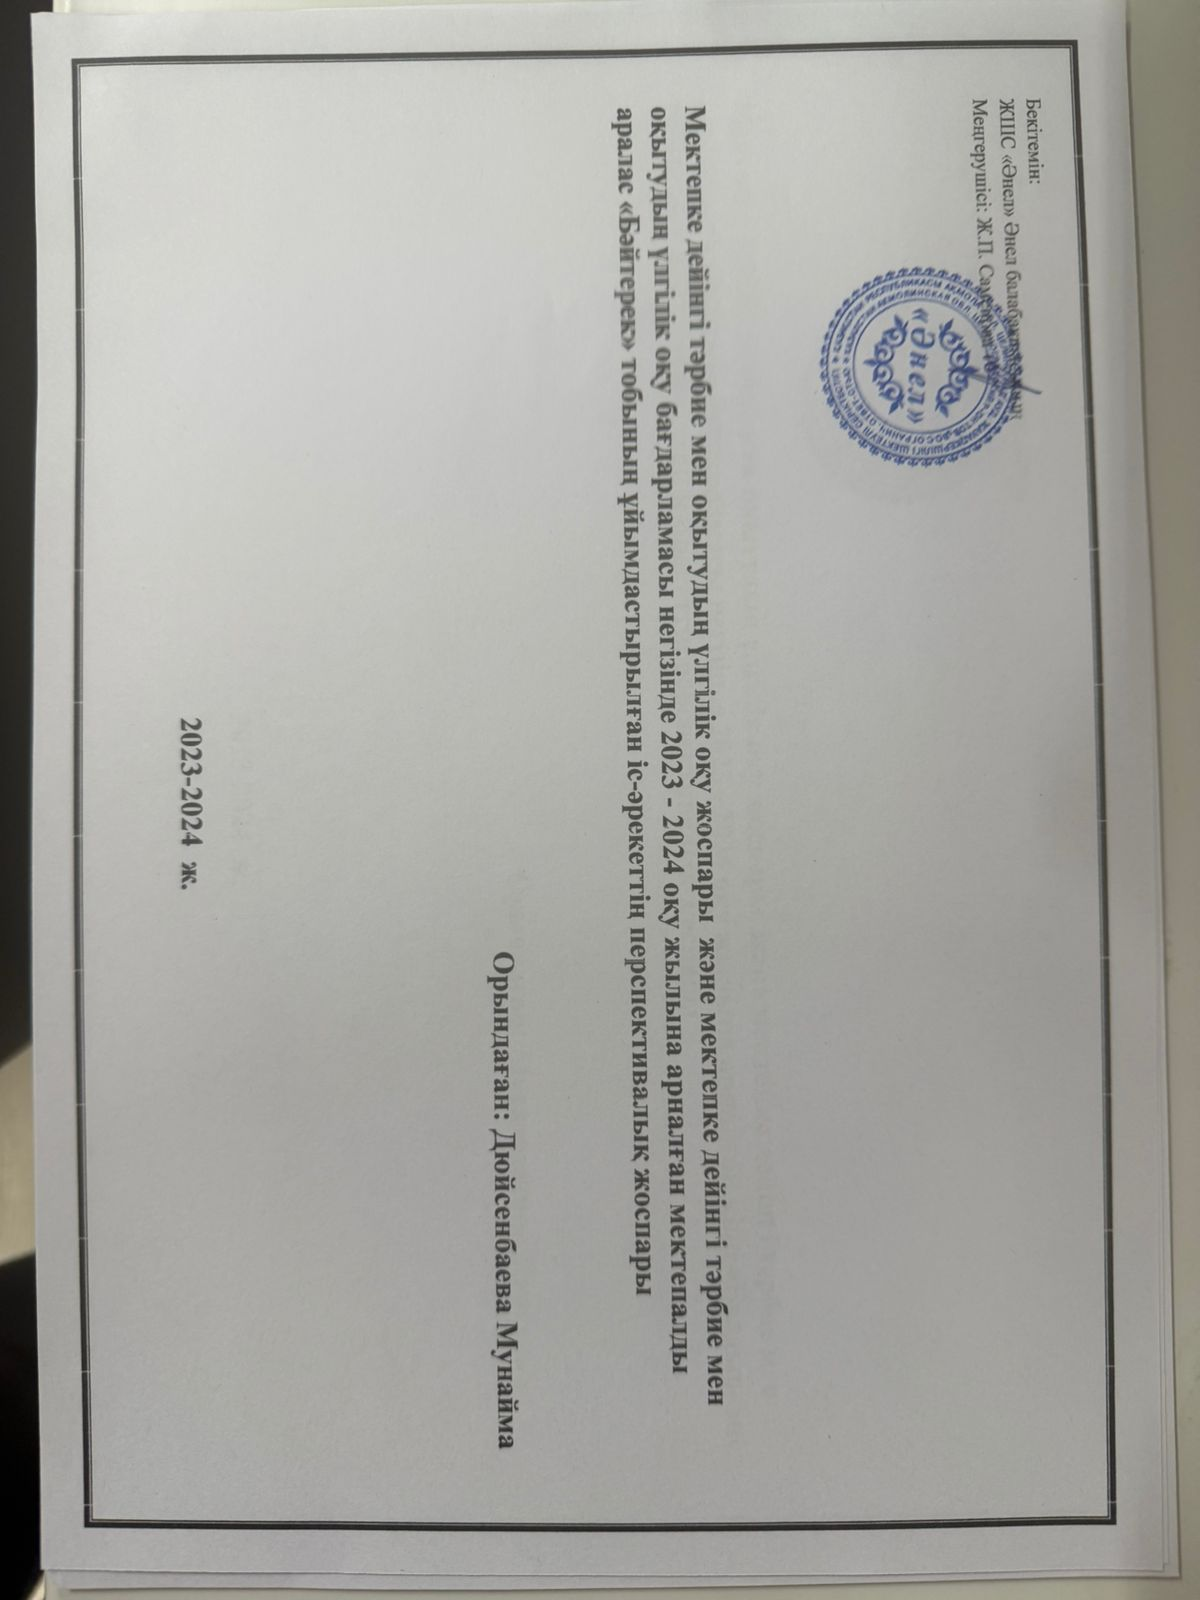 Бекітемін:
ЖШС «Әнел» Әнел
Меңгерушісі: Ж.П.
«Әнел»
Мектепке дейінгі тәрбие мен оқытудың үлгілік оқу жоспары және мектепке дейінгі тәрбие мен
оқытудың үлгілік оқу бағдарламасы негізінде 2023 - 2024 оқу жылына арналған мектепалды
аралас «Бәйтерек» тобының ұйымдастырылған іс-әрекеттің перспективалық жоспары
Орындаған: Дюйсенбаева Мунайма
2023-2024 ж.